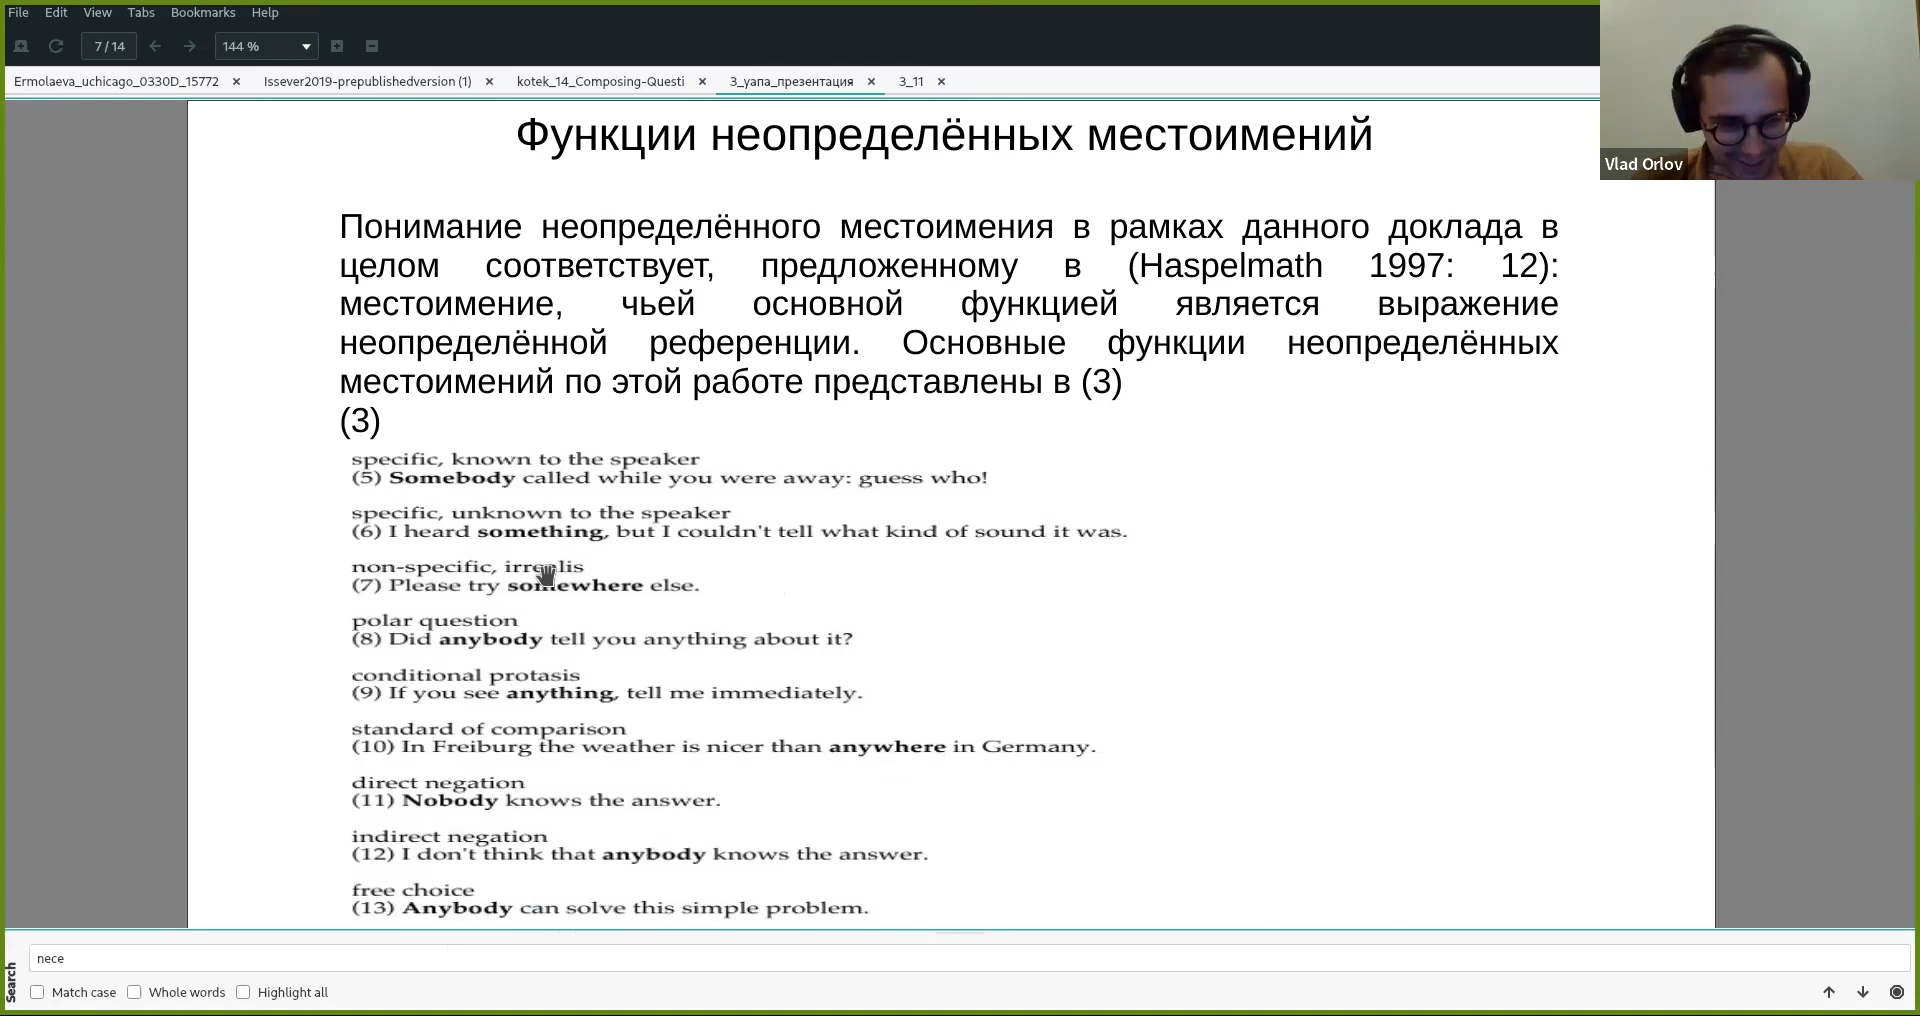 File Edit View Tabs Bookmarks Help
7 / 14 144 %
Ermolaeva_uchicago_0330D_15772 Issever2019-prepublishedversion (1) kotek_14_Composing-Questi 3_уапа_презентация 3_11
Vlad Orlov
Функции неопределённых местоимений
Понимание неопределённого местоимения в рамках данного доклада в
целом соответствует, предложенному в (Haspelmath 1997: 12):
местоимение, чьей основной функцией является выражение
неопределённой референции. Основные функции неопределённых
местоимений по этой работе представлены в (3)
(3)
specific, known to the speaker
(5) Somebody called while you were away: guess who!
specific, unknown to the speaker
(6) I heard something, but I couldn't tell what kind of sound it was.
non-specific, irrealis
(7) Please try somewhere else.
polar question
(8) Did anybody tell you anything about it?
conditional protasis
(9) If you see anything, tell me immediately.
standard of comparison
(10) In Freiburg the weather is nicer than anywhere in Germany.
direct negation
(11) Nobody knows the answer.
indirect negation
(12) I don't think that anybody knows the answer.
free choice
(13) Anybody can solve this simple problem.
Search
nece
Match case Whole words Highlight all